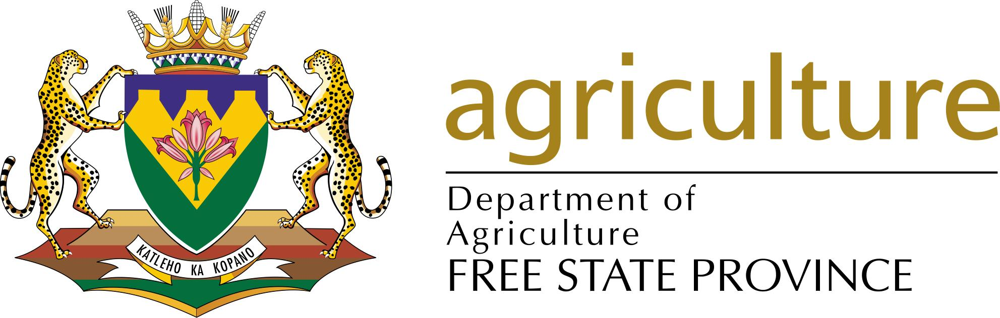 KATLEHO KA KOPANO
agriculture
Department of
Agriculture
FREE STATE PROVINCE